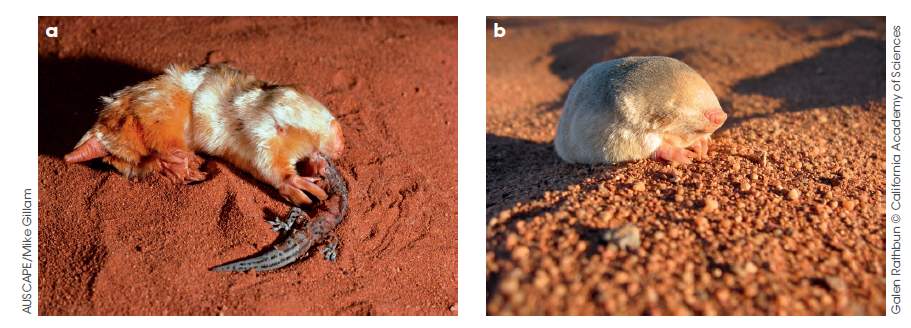 a
b
AUSCAPE/Mike Gillam
Galen Rathbun © California Academy of Sciences